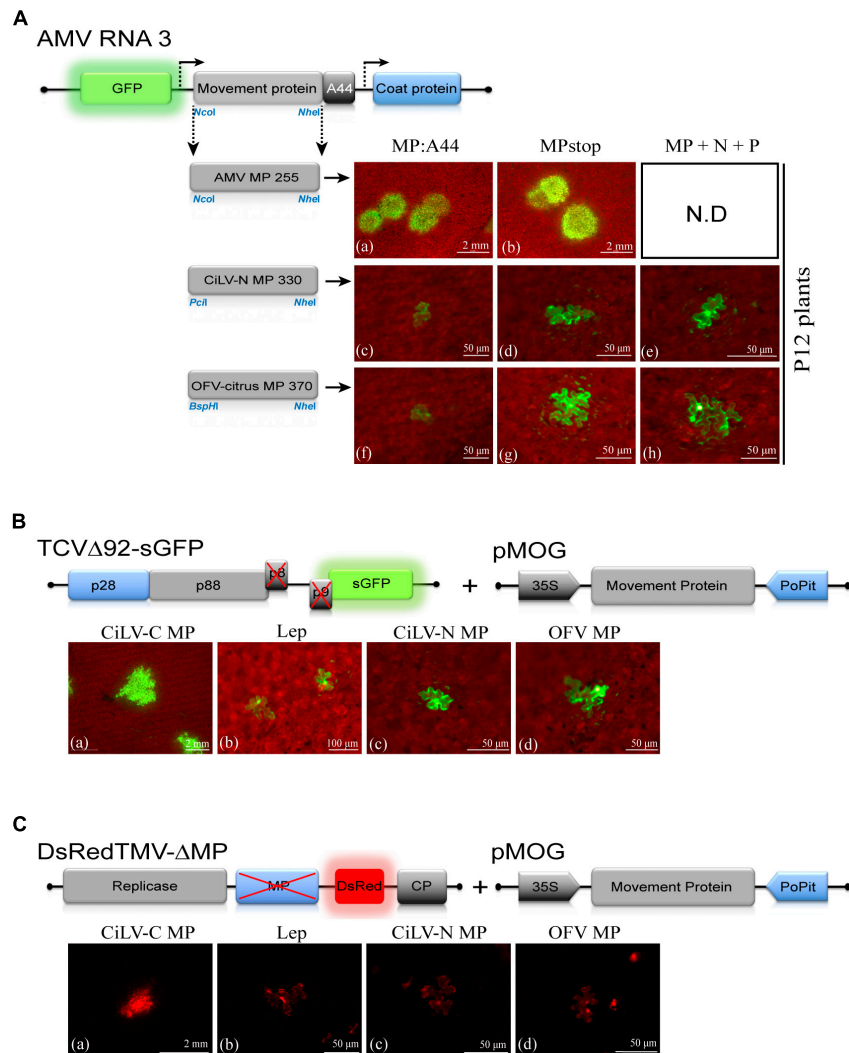 A
AMV RNA 3
GFP
Movement protein
A44
Coat protein
NcoI
NheI
MP:A44
MPstop
MP + N + P
AMV MP 255
NcoI
NheI
(a)
2 mm
(b)
2 mm
N.D
CiLV-N MP 330
PciI
NheI
(c)
50 μm
(d)
50 μm
(e)
50 μm
OFV-citrus MP 370
BspHI
NheI
(f)
50 μm
(g)
50 μm
(h)
50 μm
P12 plants
B
TCVΔ92-sGFP
pMOG
p28
p88
p8
p9
sGFP
+
35S
Movement Protein
PoPit
CiLV-C MP
Lep
CiLV-N MP
OFV MP
(a)
2 mm
(b)
100 μm
(c)
50 μm
(d)
50 μm
C
DsRedTMV-ΔMP
pMOG
Replicase
MP
DsRed
CP
+
35S
Movement Protein
PoPit
CiLV-C MP
Lep
CiLV-N MP
OFV MP
(a)
2 mm
(b)
50 μm
(c)
50 μm
(d)
50 μm